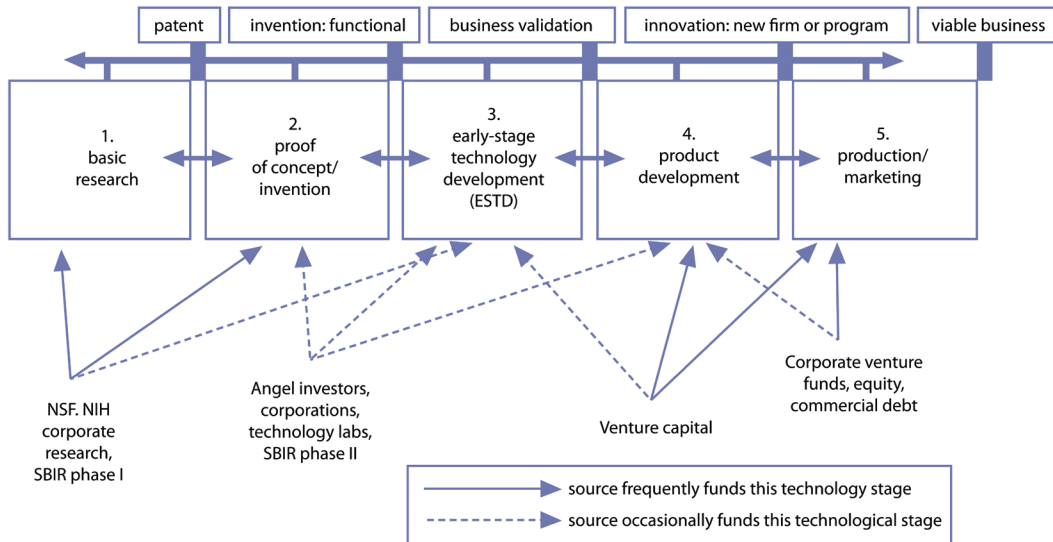 patent
invention: functional
business validation
innovation: new firm or program
viable business
1.
basic
research
2.
proof
of concept/
invention
3.
early-stage
technology
development
(ESTD)
4.
product
development
5.
production/
marketing
NSF. NIH
corporate
research,
SBIR phase I
Angel investors,
corporations,
technology labs,
SBIR phase II
Venture capital
Corporate venture
funds, equity,
commercial debt
source frequently funds this technology stage
source occasionally funds this technological stage